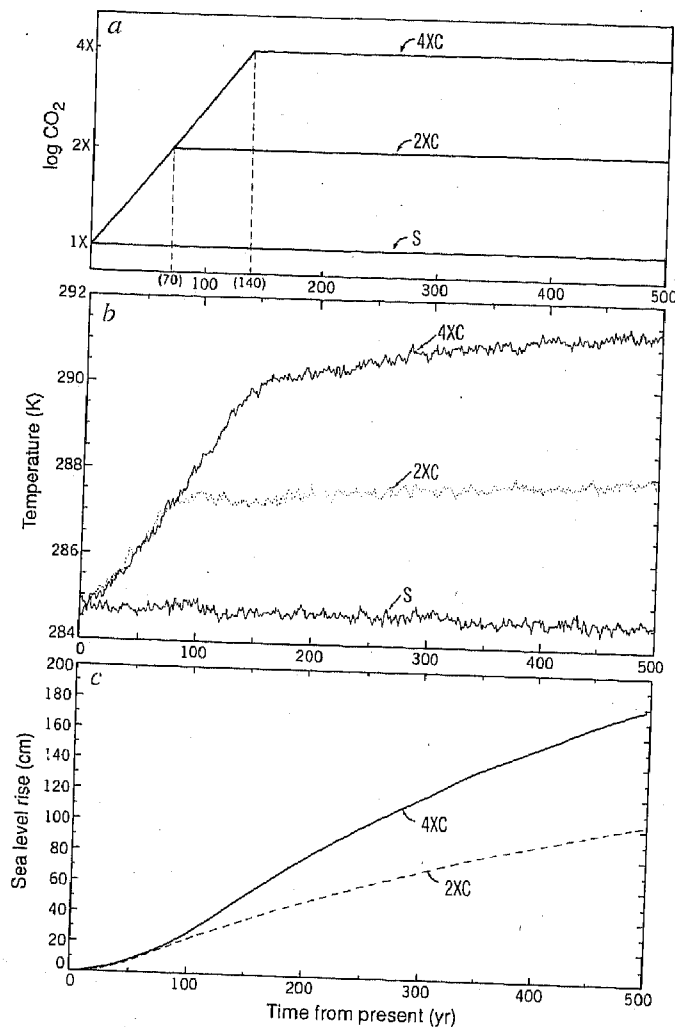 a
4X
2X
1X
log CO2
4XC
2XC
S
(70) 100 (140) 200 300 400 500
b
292
290
288
286
284
Temperature (K)
4XC
2XC
S
0 100 200 300 400 500
c
200
180
160
140
120
100
80
60
40
20
0
Sea level rise (cm)
4XC
2XC
0 100 200 300 400 500
Time from present (yr)